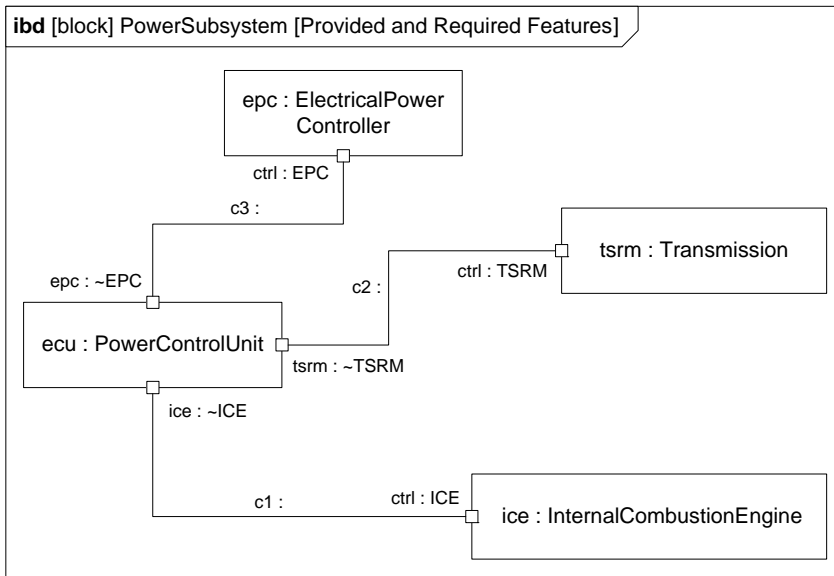 ibd [block] PowerSubsystem [Provided and Required Features]
epc : ElectricalPower
Controller
ctrl : EPC
c3 :
tsrm : Transmission
ctrl : TSRM
epc : ~EPC
c2 :
ecu : PowerControlUnit
tsrm : ~TSRM
ice : ~ICE
c1 :
ctrl : ICE
ice : InternalCombustionEngine